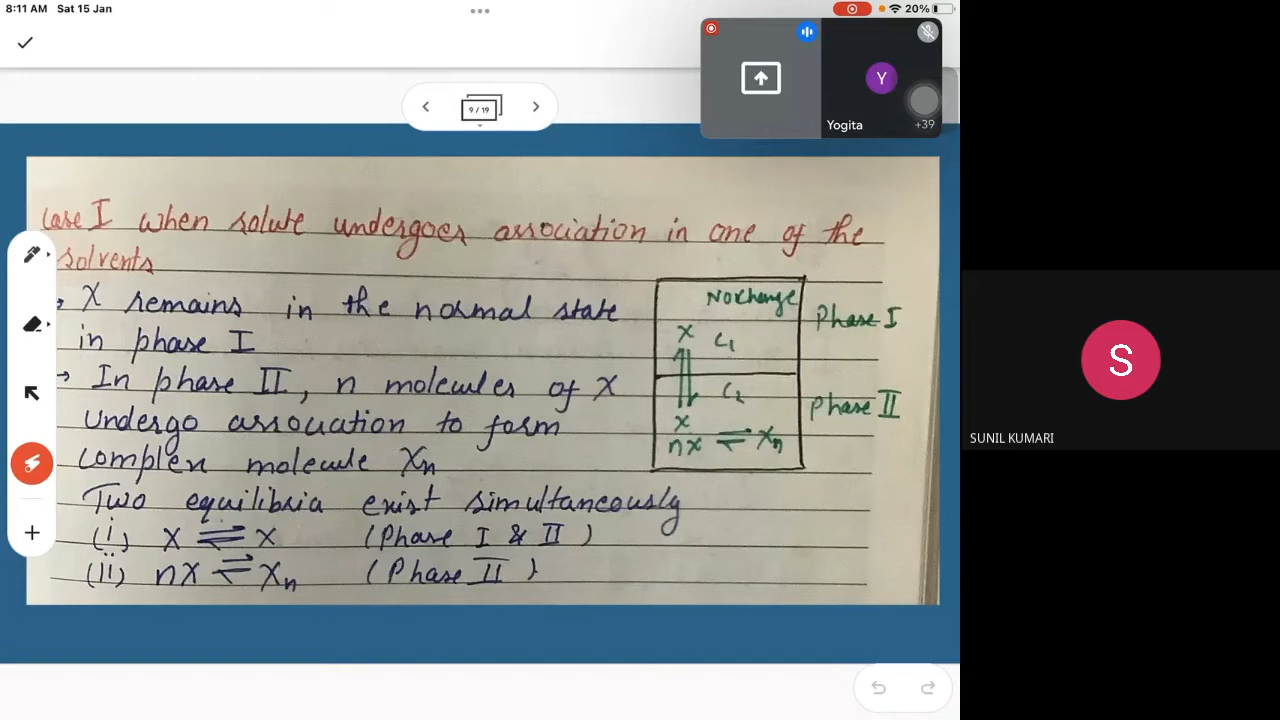 8:11 AM Sat 15 Jan
20%
9 / 19
Y
Yogita
+39
Case I when solute undergoes association in one of the
solvents
→ X remains in the normal state
in phase I
→ In phase II, n molecules of X
undergo association to form
complex molecule Xn
Two equilibria exist simultaneously
(i) X ⇌ X (Phase I & II)
(ii) nX ⇌ Xn (Phase II)
No change
X C1
Phase I
C2
Phase II
X
nX ⇌ Xn
S
SUNIL KUMARI